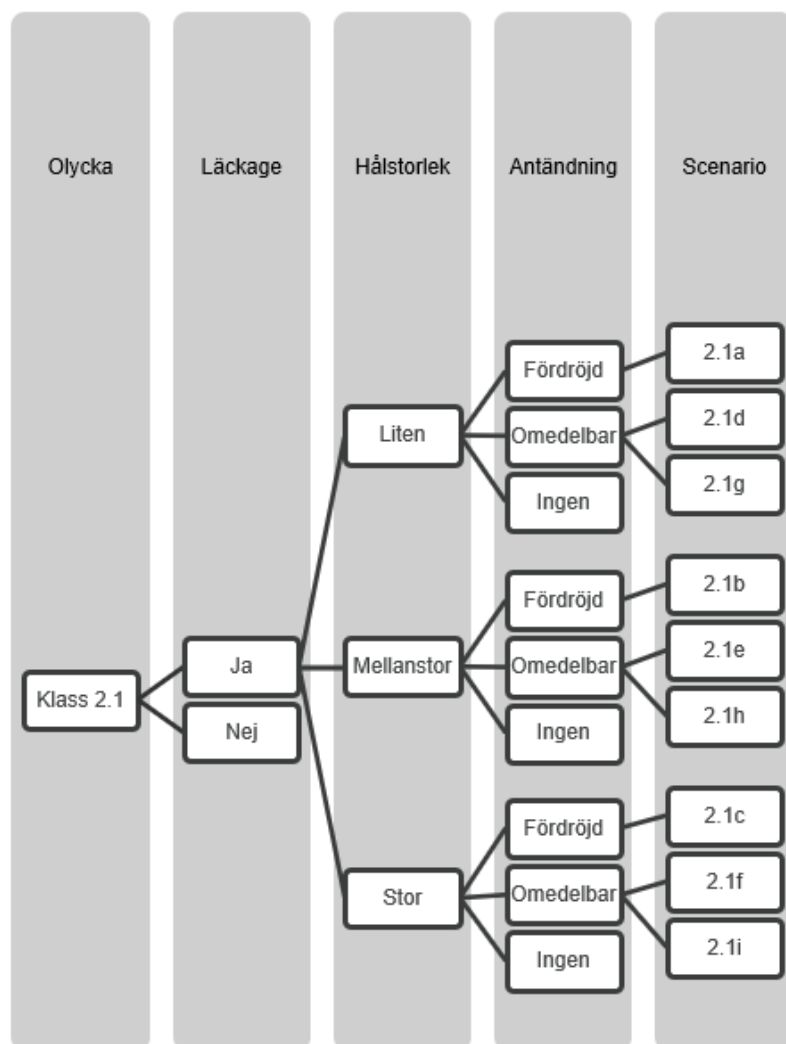 Olycka
Läckage
Hålstorlek
Antändning
Scenario
Klass 2.1
Ja
Nej
Liten
Mellanstor
Stor
Fördröjd
Omedelbar
Ingen
Fördröjd
Omedelbar
Ingen
Fördröjd
Omedelbar
Ingen
2.1a
2.1d
2.1g
2.1b
2.1e
2.1h
2.1c
2.1f
2.1i